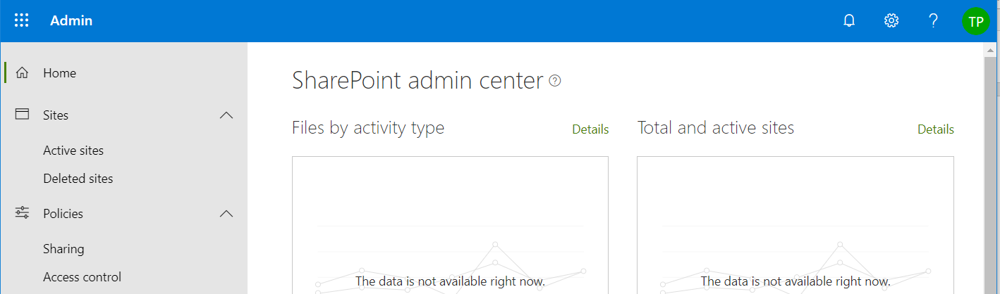 Admin
TP
Home
Sites
Active sites
Deleted sites
Policies
Sharing
Access control
SharePoint admin center ?
Files by activity type
Details
The data is not available right now.
Total and active sites
Details
The data is not available right now.